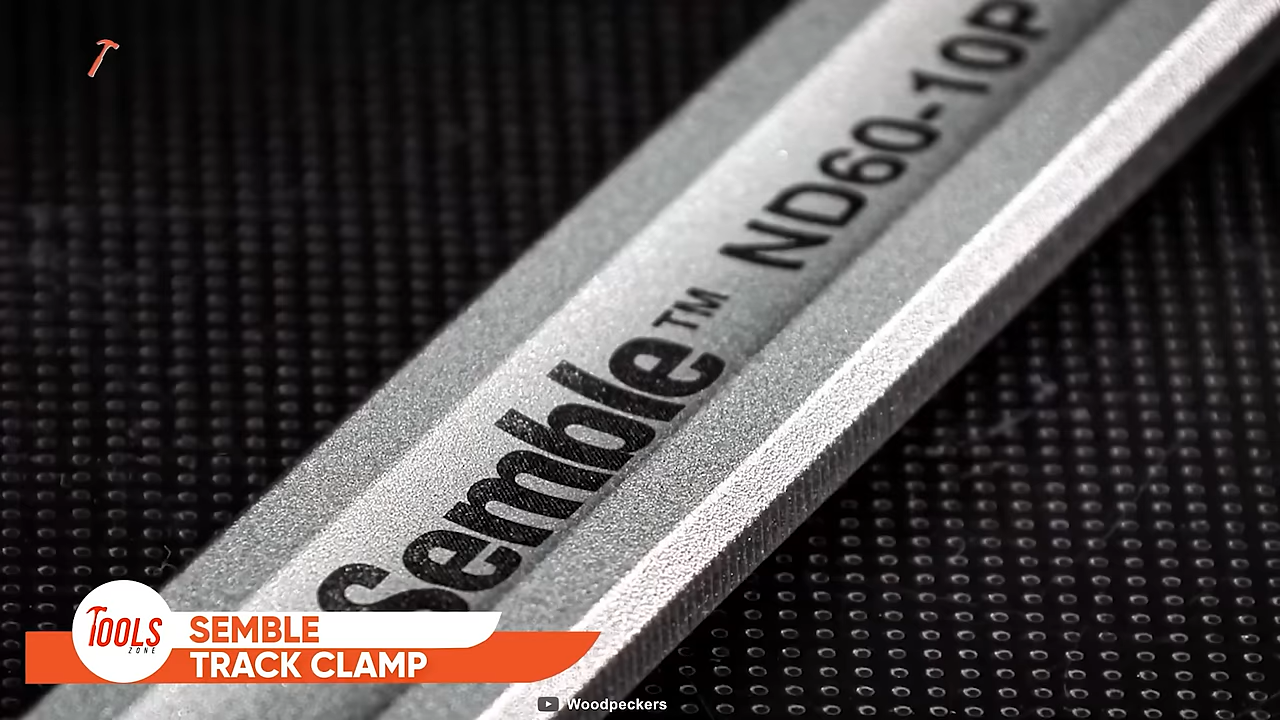 Semble™ ND60-10P
TOOLS
ZONE
SEMBLE
TRACK CLAMP
Woodpeckers